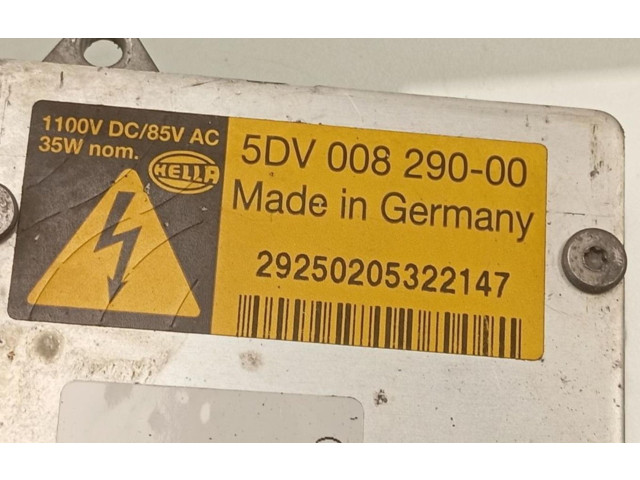 1100V DC/85V AC
35W nom.
HELLA
5DV 008 290-00
Made in Germany
29250205322147